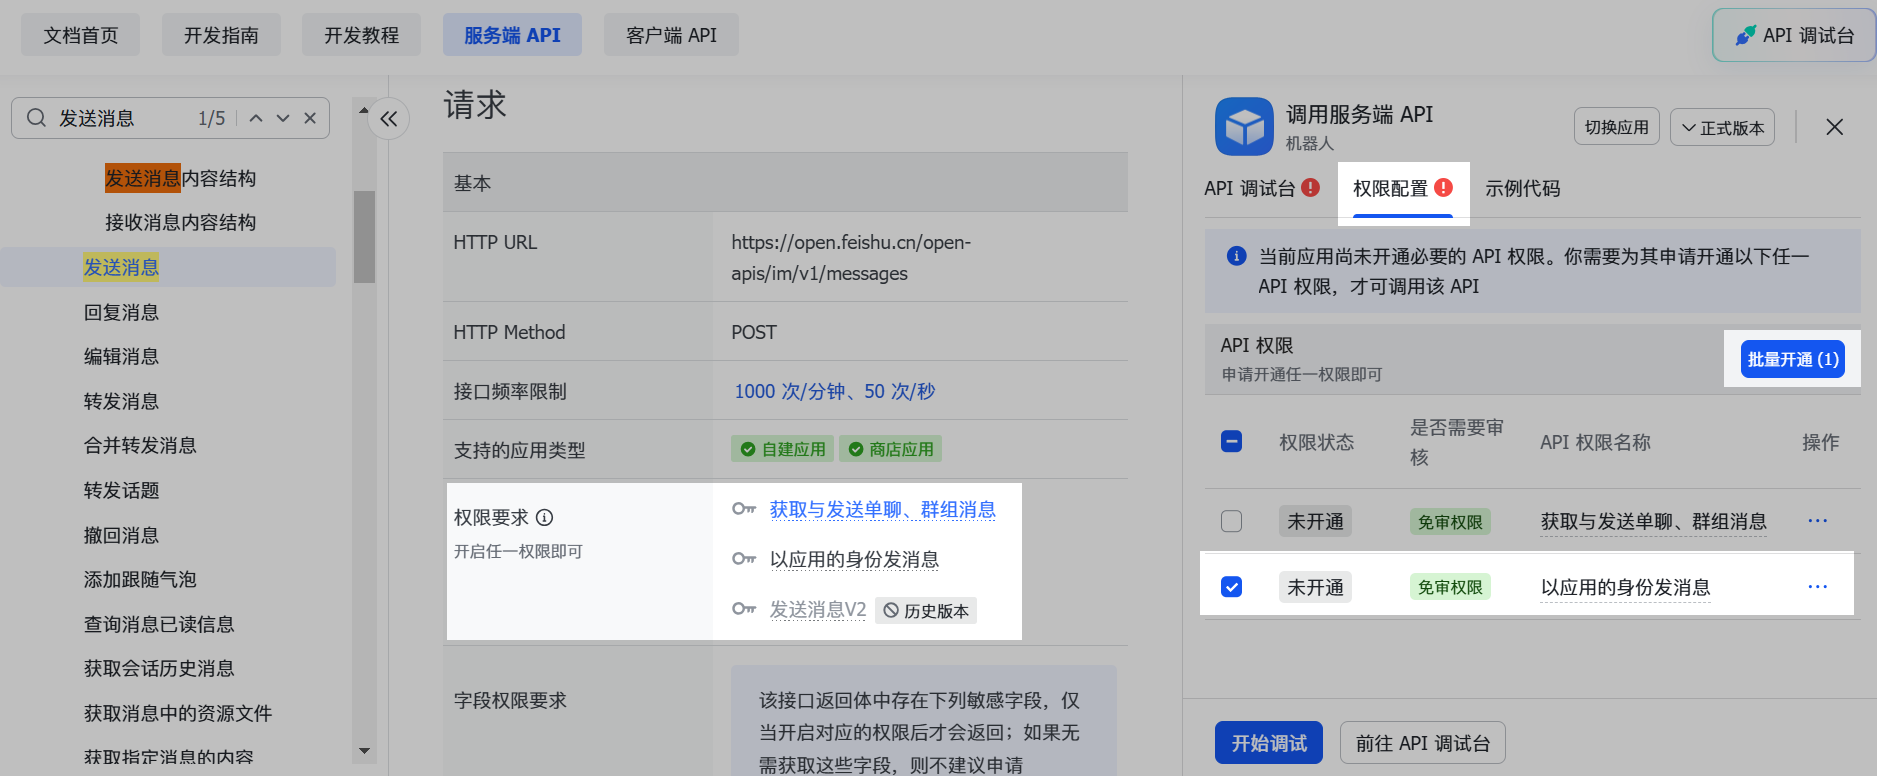 文档首页
开发指南
开发教程
服务端 API
客户端 API
API 调试台
发送消息
1/5
发送消息内容结构
接收消息内容结构
发送消息
回复消息
编辑消息
转发消息
合并转发消息
转发话题
撤回消息
添加跟随气泡
查询消息已读信息
获取会话历史消息
获取消息中的资源文件
获取指定消息的内容
请求
基本
HTTP URL
https://open.feishu.cn/open-
apis/im/v1/messages
HTTP Method
POST
接口频率限制
1000 次/分钟、50 次/秒
支持的应用类型
自建应用
商店应用
权限要求
开启任一权限即可
获取与发送单聊、群组消息
以应用的身份发消息
发送消息V2
历史版本
字段权限要求
该接口返回体中存在下列敏感字段，仅
当开启对应的权限后才会返回；如果无
需获取这些字段，则不建议申请
调用服务端 API
机器人
切换应用
正式版本
API 调试台
权限配置
示例代码
当前应用尚未开通必要的 API 权限。你需要为其申请开通以下任一
API 权限，才可调用该 API
API 权限
申请开通任一权限即可
批量开通 (1)
权限状态
是否需要审
核
API 权限名称
操作
未开通
免审权限
获取与发送单聊、群组消息
...
未开通
免审权限
以应用的身份发消息
...
开始调试
前往 API 调试台